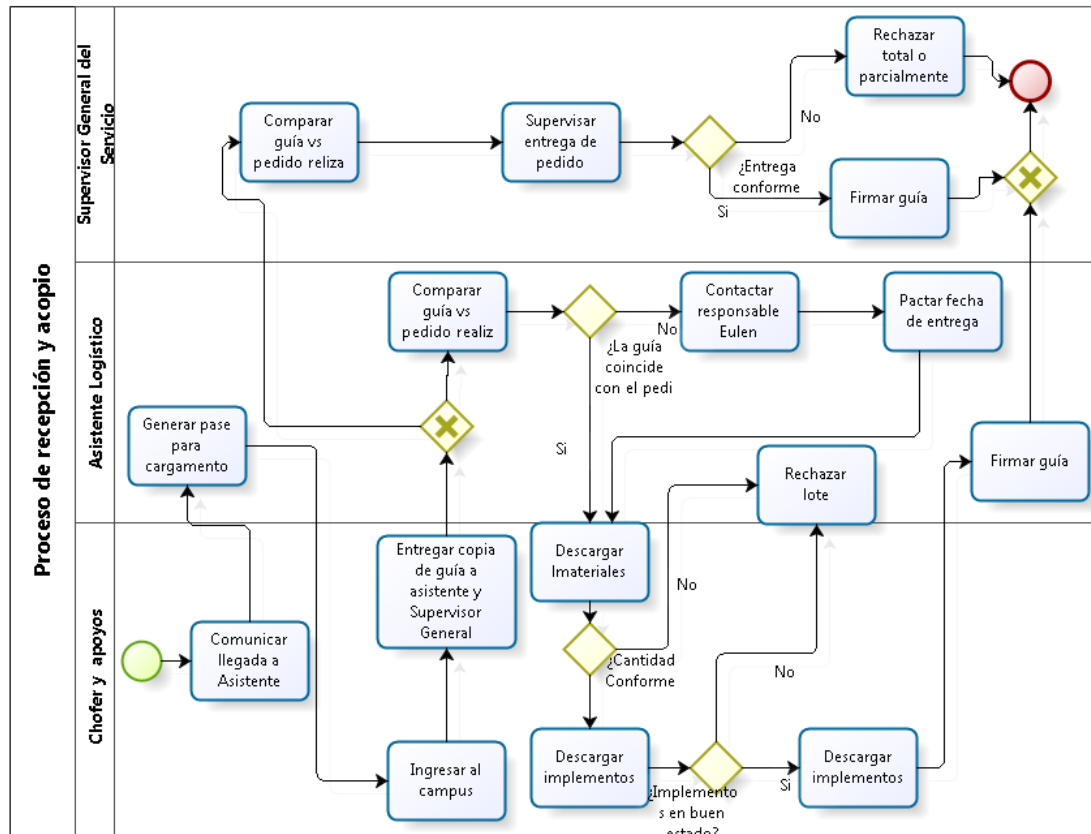 Proceso de recepción y acopio
Supervisor General del
Servicio
Comparar
guía vs
pedido reliza
Supervisar
entrega de
pedido
¿Entrega
conforme
No
Rechazar
total o
parcialmente
Si
Firmar guía
Asistente Logístico
Generar pase
para
cargamento
Comparar
guía vs
pedido realiz
¿La guía
coincide
con el pedi
No
Contactar
responsable
Eulen
Pactar fecha
de entrega
Si
Rechazar
lote
Firmar guía
Chofer y apoyos
Comunicar
llegada a
Asistente
Entregar copia
de guía a
asistente y
Supervisor
General
Ingresar al
campus
Descargar
Imateriales
No
¿Cantidad
Conforme
No
Descargar
implementos
¿Implemento
s en buen
estado?
Si
Descargar
implementos